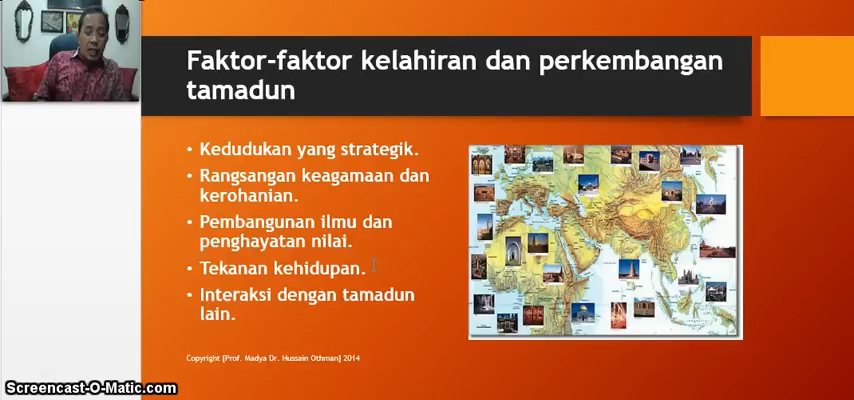 Faktor-faktor kelahiran dan perkembangan
tamadun
• Kedudukan yang strategik.
• Rangsangan keagamaan dan
kerohanian.
• Pembangunan ilmu dan
penghayatan nilai.
• Tekanan kehidupan.
• Interaksi dengan tamadun
lain.
Copyright [Prof. Madya Dr. Hussain Othman] 2014
Screencast-O-Matic.com